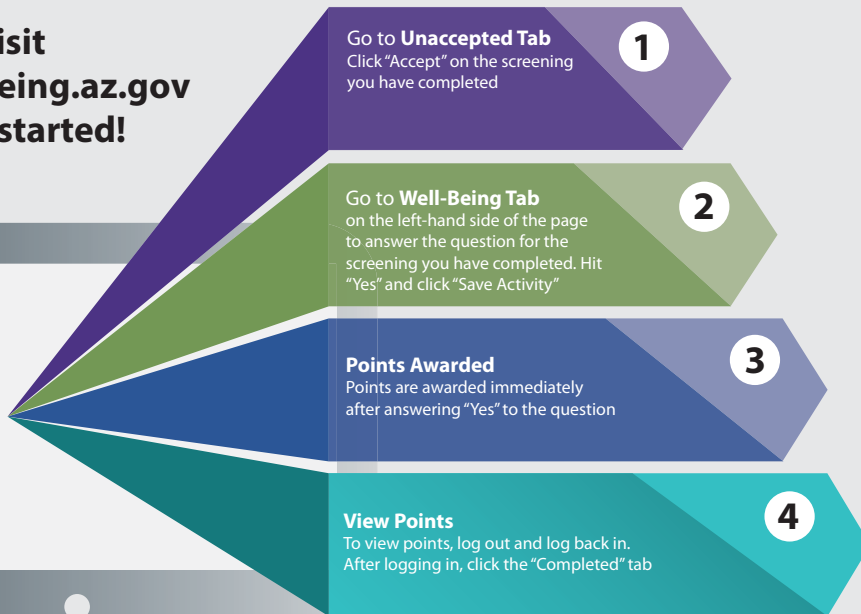 isit
eing.az.gov
started!
Go to Unaccepted Tab
Click “Accept” on the screening
you have completed
1
Go to Well-Being Tab
on the left-hand side of the page
to answer the question for the
screening you have completed. Hit
“Yes” and click “Save Activity”
2
Points Awarded
Points are awarded immediately
after answering “Yes” to the question
3
View Points
To view points, log out and log back in.
After logging in, click the “Completed” tab
4